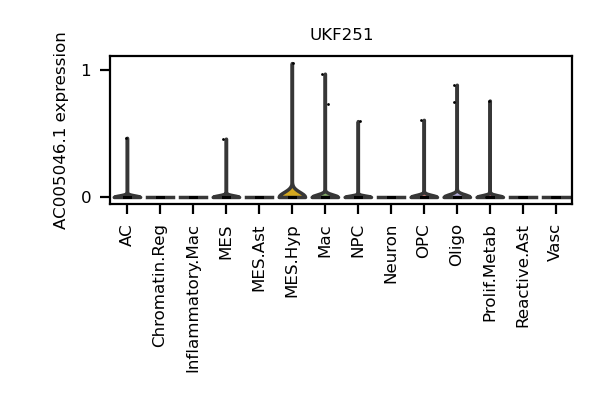 UKF251
AC005046.1 expression
1
0
AC
Chromatin.Reg
Inflammatory.Mac
MES
MES.Ast
MES.Hyp
Mac
NPC
Neuron
OPC
Oligo
Prolif.Metab
Reactive.Ast
Vasc